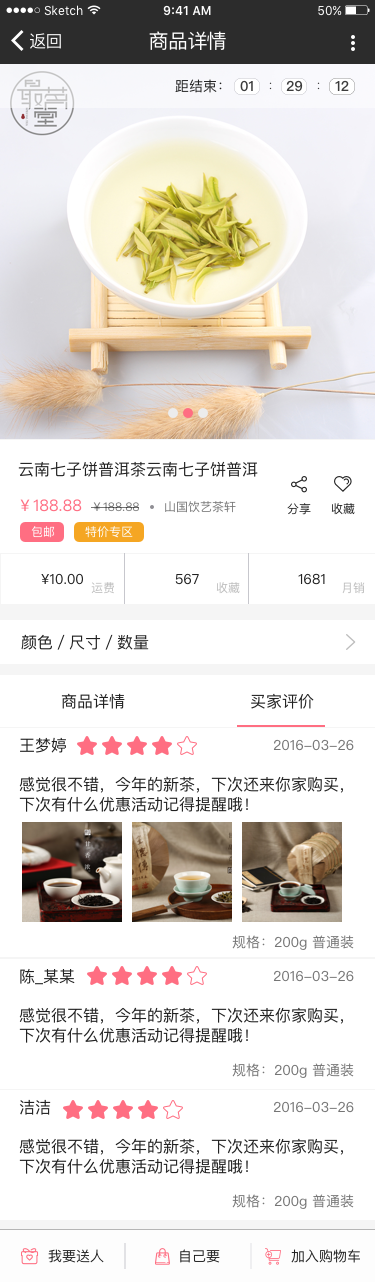 Sketch 9:41 AM 50%
返回 商品详情
距结束： 01 : 29 : 12
云南七子饼普洱茶云南七子饼普洱
￥188.88 ￥188.88 • 山国饮艺茶轩
分享 收藏
包邮 特价专区
¥10.00 运费 567 收藏 1681 月销
颜色 / 尺寸 / 数量
商品详情 买家评价
王梦婷 2016-03-26
感觉很不错，今年的新茶，下次还来你家购买，
下次有什么优惠活动记得提醒哦！
规格：200g 普通装
陈_某某 2016-03-26
感觉很不错，今年的新茶，下次还来你家购买，
下次有什么优惠活动记得提醒哦！
规格：200g 普通装
洁洁 2016-03-26
感觉很不错，今年的新茶，下次还来你家购买，
下次有什么优惠活动记得提醒哦！
规格：200g 普通装
我要送人 自己要 加入购物车